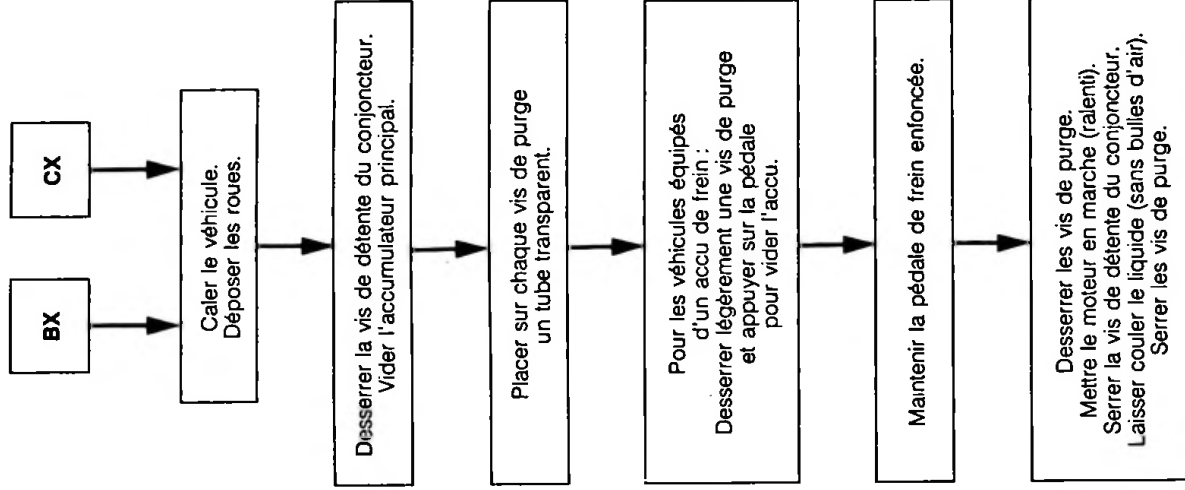 BX
CX
Caler le véhicule.
Déposer les roues.
Desserrer la vis de détente du conjoncteur.
Vider l'accumulateur principal.
Placer sur chaque vis de purge
un tube transparent.
Pour les véhicules équipés
d'un accu de frein :
Desserrer légèrement une vis de purge
et appuyer sur la pédale
pour vider l'accu.
Maintenir la pédale de frein enfoncée.
Desserrer les vis de purge.
Mettre le moteur en marche (ralenti).
Serrer la vis de détente du conjoncteur.
Laisser couler le liquide (sans bulles d'air).
Serrer les vis de purge.